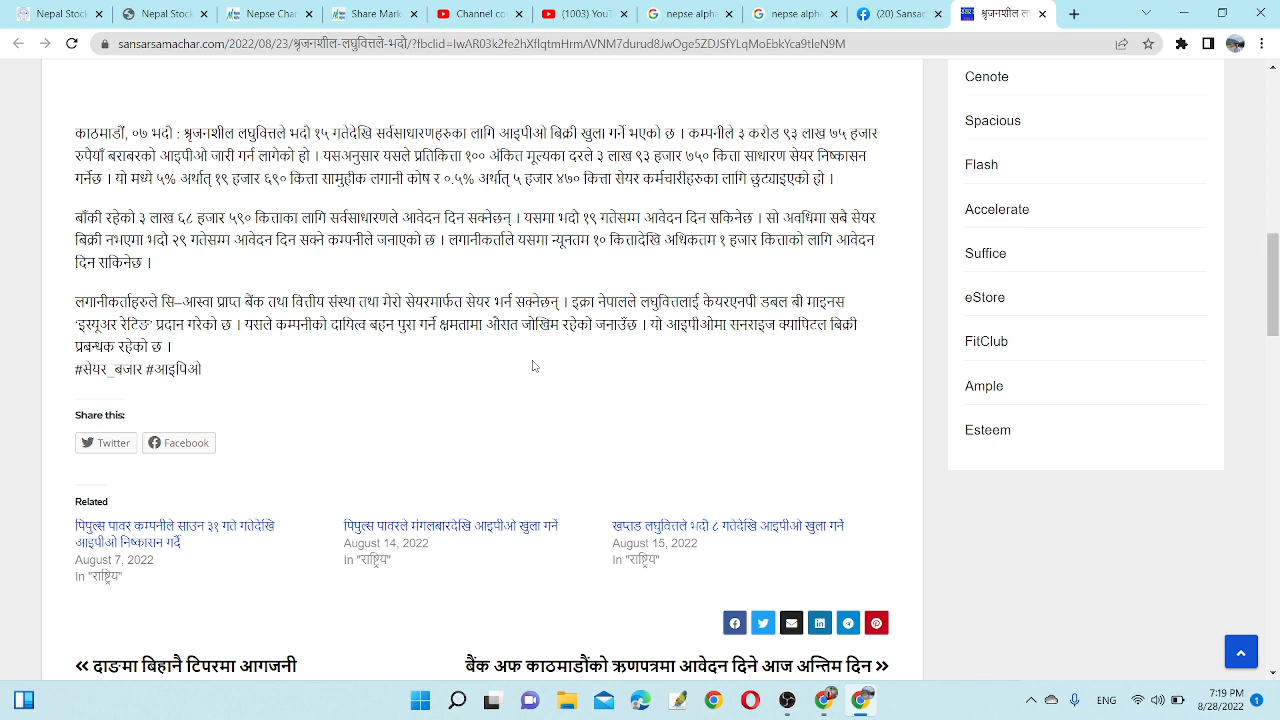 Nepal Stock
Nepal Stock
Nepse Char
Share Mark
Channel co
(1003) YouT
nepse alpha
nepse alpha
(20) Sansar
श्रृजनशील ल
sansarsamachar.com/2022/08/23/श्रृजनशील-लघुवित्तले-भदौ/?fbclid=
काठमाडौं, ०७ भदौ : श्रृजनशील लघुवित्तले भदौ १५ गतेदेखि सर्वसाधारणहरुका लागि आइपीओ बिक्री खुला गर्ने भएको छ । कम्पनीले ३ करोड ९३ लाख ७५ हजार
रुपैयाँ बराबरको आइपीओ जारी गर्न लागेको हो । यसअनुसार यसले प्रतिकित्ता १०० अंकित मूल्यका दरले ३ लाख ९३ हजार ७५० कित्ता साधारण सेयर निष्कासन
गर्नेछ । यो मध्ये ५% अर्थात् १९ हजार ६९० कित्ता सामुहीक लगानी कोष र ०.५% अर्थात् ५ हजार ४७० कित्ता सेयर कर्मचारीहरुका लागि छुट्याइएको हो ।
बाँकी रहेको ३ लाख ६८ हजार ५९० कित्ताका लागि सर्वसाधारणले आवेदन दिन सक्नेछन् । यसमा भदौ १९ गतेसम्म आवेदन दिन सकिनेछ । सो अवधिमा सबै सेयर
बिक्री नभएमा भदौ २९ गतेसम्म आवेदन दिन सक्ने कम्पनीले जनाएको छ । लगानीकर्ताले यसमा न्यूनतम १० कित्तादेखि अधिकतम १ हजार कित्ताको लागि आवेदन
दिन सकिनेछ ।
लगानीकर्ताहरुले सि–आस्वा प्राप्त बैंक तथा वित्तीय संस्था तथा मेरो सेयरमार्फत सेयर भर्न सक्नेछन् । इक्रा नेपालले लघुवित्तलाई केयरएनपी डबल बी माइनस
'इस्यूअर रेटिङ' प्रदान गरेको छ । यसले कम्पनीको दायित्व बहन पुरा गर्ने क्षमतामा औसत जोखिम रहेको जनाउँछ । यो आइपीओमा सनराइज क्यापिटल बिक्री
प्रबन्धक रहेको छ ।
#सेयर_बजार #आइपिओ
Share this:
Twitter
Facebook
Related
पिपुल्स पावर कम्पनीले साउन ३१ गते गतेदेखि
आइपीओ निष्कासन गर्दै
August 7, 2022
In "राष्ट्रिय"
पिपुल्स पावरले मंगलबारदेखि आइपीओ खुला गर्ने
August 14, 2022
In "राष्ट्रिय"
खप्तड लघुवित्तले भदौ ८ गतेदेखि आइपीओ खुला गर्ने
August 15, 2022
In "राष्ट्रिय"
« दाङमा बिहानै टिपरमा आगजनी
बैंक अफ काठमाडौंको ऋणपत्रमा आवेदन दिने आज अन्तिम दिन »
Cenote
Spacious
Flash
Accelerate
Suffice
eStore
FitClub
Ample
Esteem
ENG
7:19 PM
8/28/2022
1